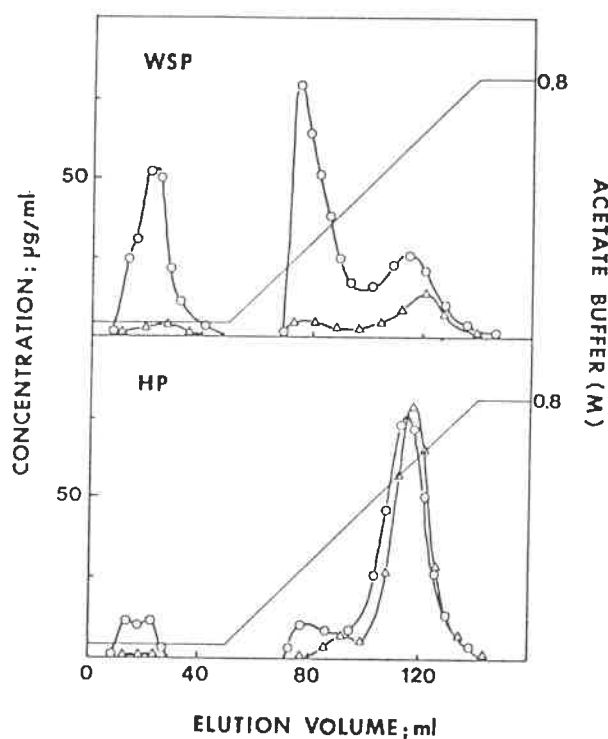 WSP
0.8
50
CONCENTRATION; µg/ml
ACETATE BUFFER (M)
HP
0.8
50
0
40
80
120
ELUTION VOLUME; ml